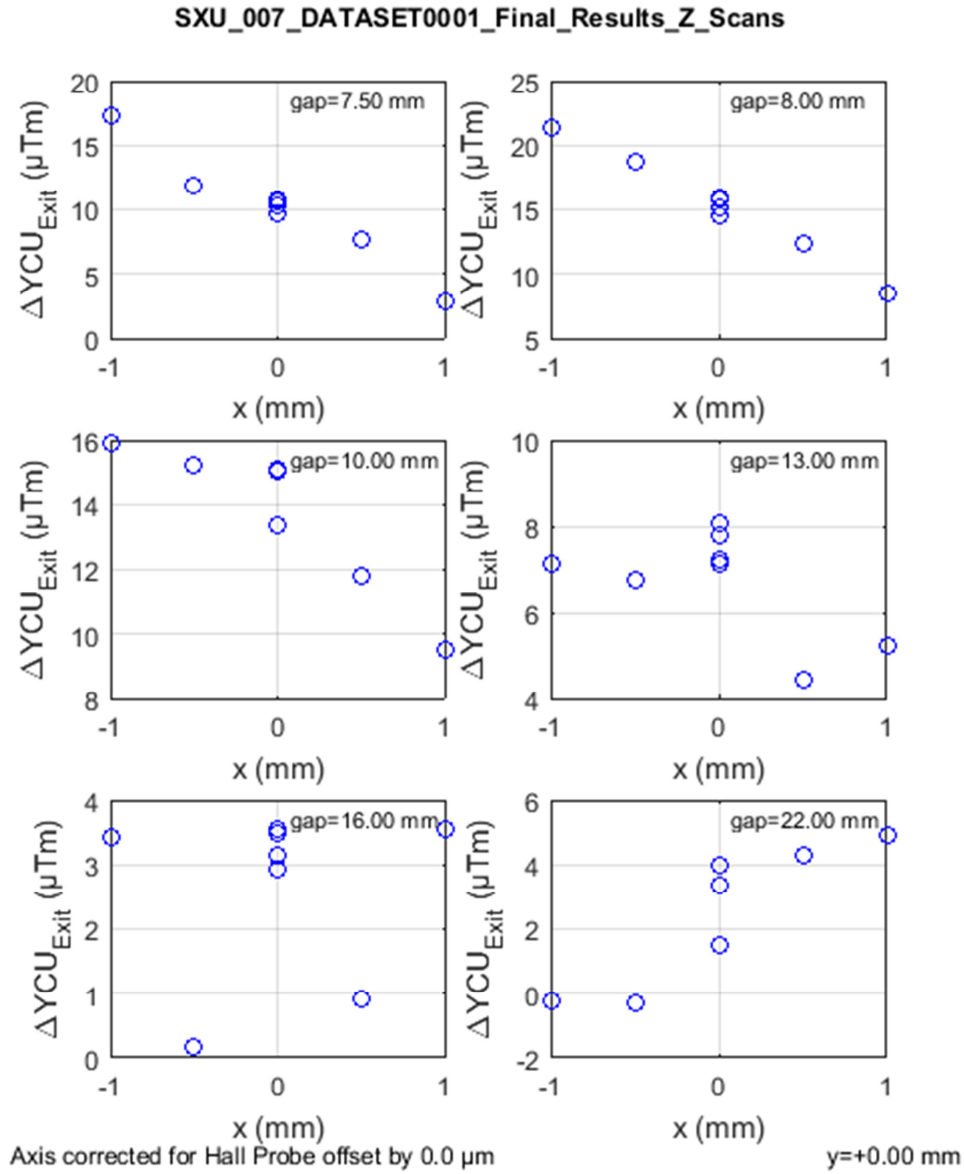 SXU_007_DATASET0001_Final_Results_Z_Scans
20
15
10
5
0
ΔYCU_Exit (µTm)
gap=7.50 mm
-1
0
1
x (mm)
25
20
15
10
5
ΔYCU_Exit (µTm)
gap=8.00 mm
-1
0
1
x (mm)
16
14
12
10
8
ΔYCU_Exit (µTm)
gap=10.00 mm
-1
0
1
x (mm)
10
8
6
4
ΔYCU_Exit (µTm)
gap=13.00 mm
-1
0
1
x (mm)
4
3
2
1
0
ΔYCU_Exit (µTm)
gap=16.00 mm
-1
0
1
x (mm)
6
4
2
0
-2
ΔYCU_Exit (µTm)
gap=22.00 mm
-1
0
1
x (mm)
Axis corrected for Hall Probe offset by 0.0 µm
y=+0.00 mm